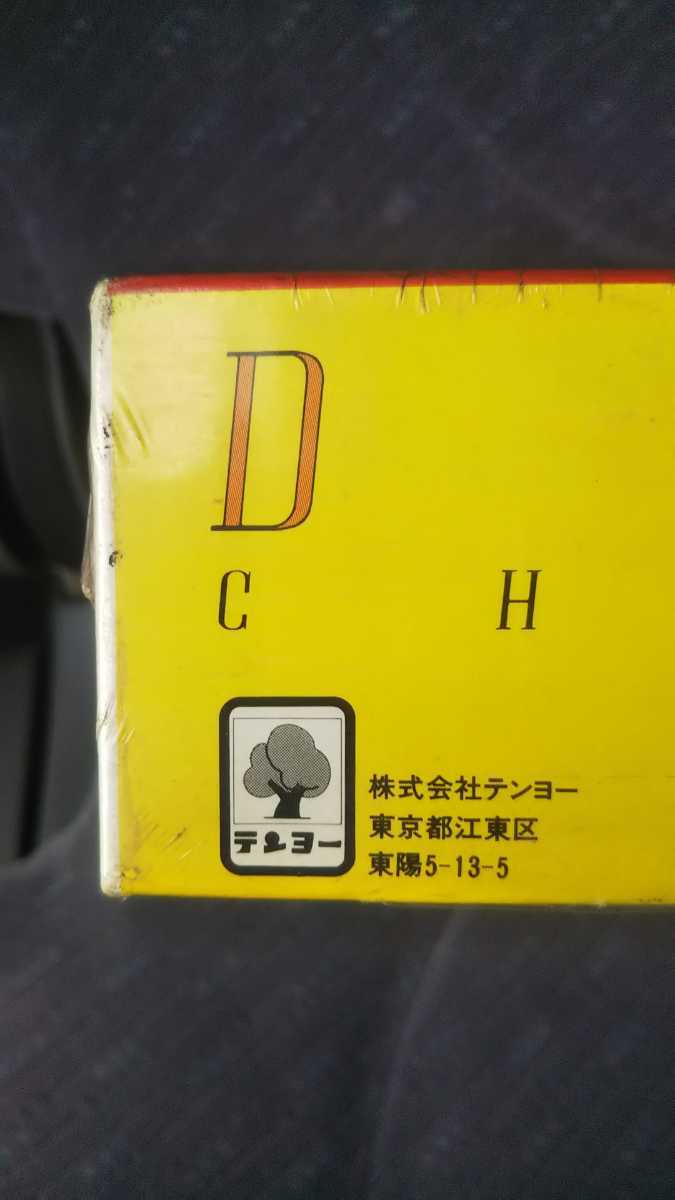 D
C H
テンヨー
株式会社テンヨー
東京都江東区
東陽5-13-5